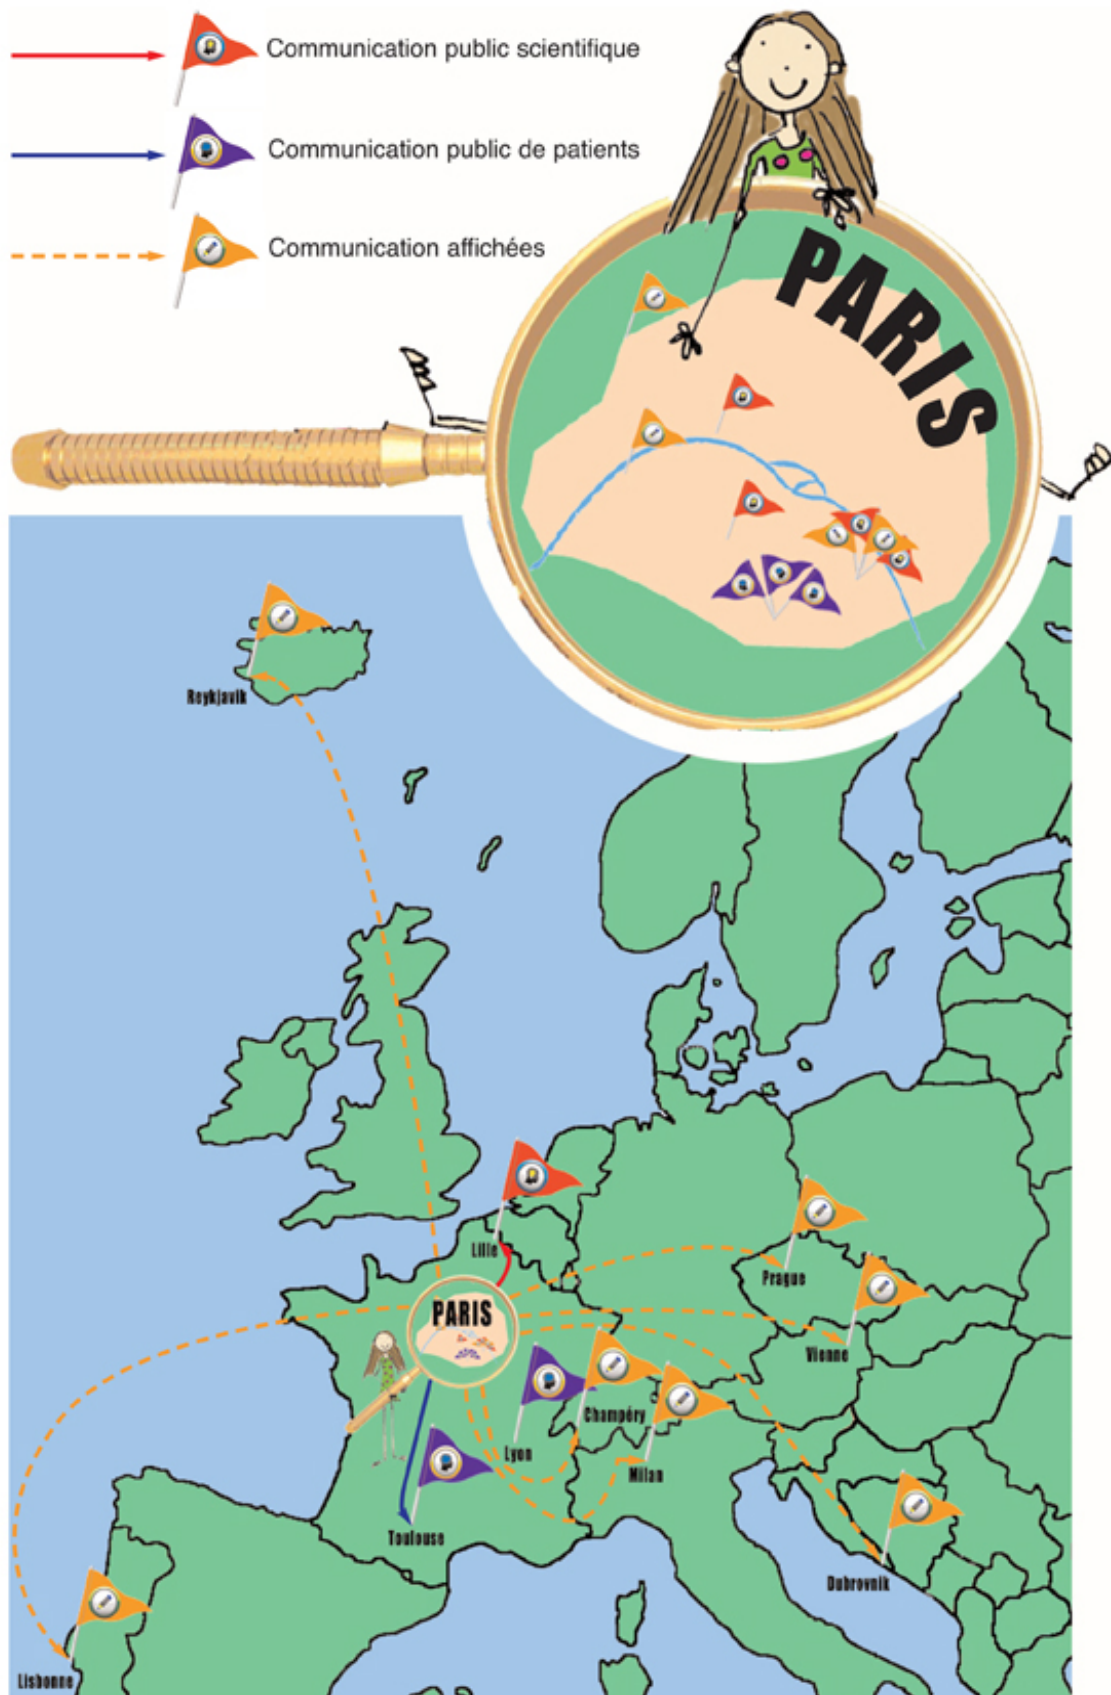 Communication public scientifique
Communication public de patients
Communication affichées
PARIS
Reykjavik
Lille
Prague
PARIS
Vienne
Champéry
Lyon
Milan
Toulouse
Dubrovnik
Lisbonne